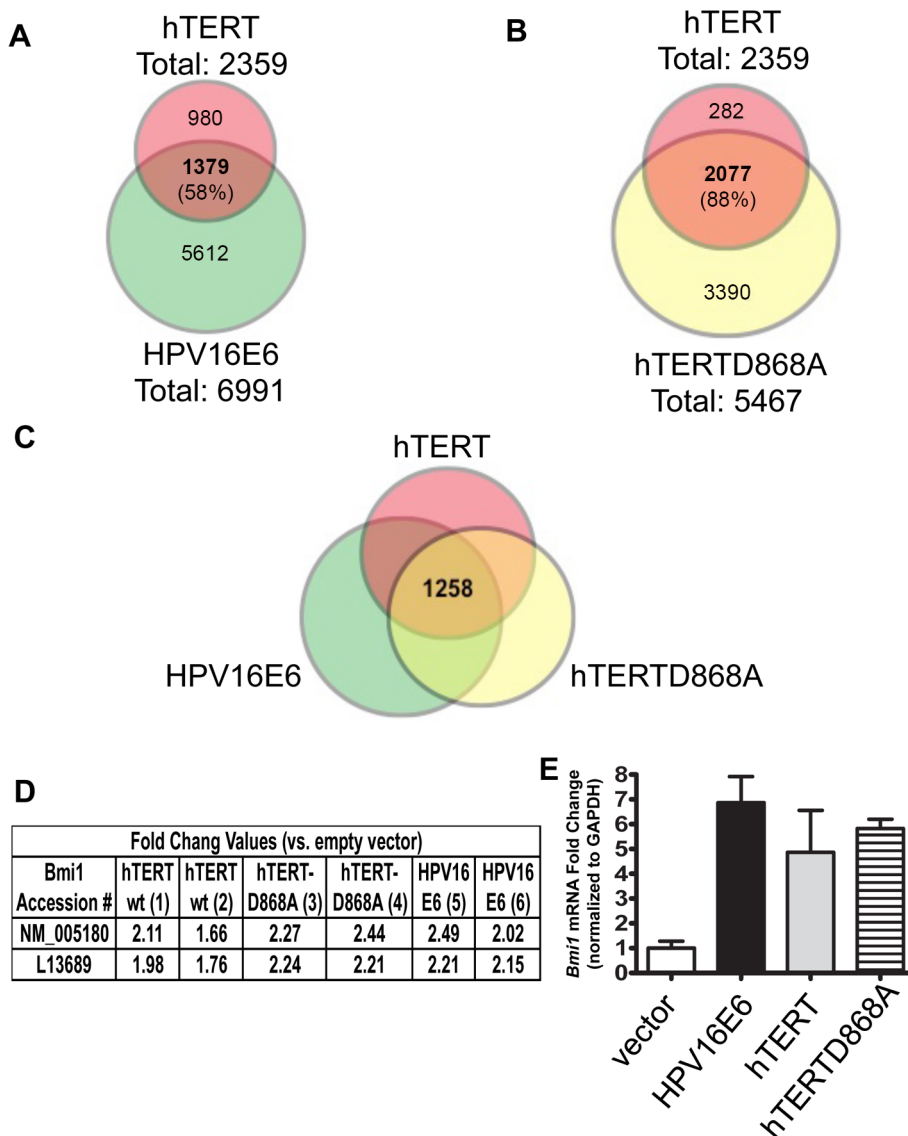 A
hTERT
Total: 2359
980
1379
(58%)
5612
HPV16E6
Total: 6991
B
hTERT
Total: 2359
282
2077
(88%)
3390
hTERTD868A
Total: 5467
C
hTERT
1258
HPV16E6
hTERTD868A
D
Fold Chang Values (vs. empty vector)
Bmi1 hTERT hTERT hTERT- hTERT- HPV16 HPV16
Accession # wt (1) wt (2) D868A (3) D868A (4) E6 (5) E6 (6)
NM_005180 2.11 1.66 2.27 2.44 2.49 2.02
L13689 1.98 1.76 2.24 2.21 2.21 2.15
E
Bmi1 mRNA Fold Change
(normalized to GAPDH)
8
7
6
5
4
3
2
1
0
vector
HPV16E6
hTERT
hTERTD868A